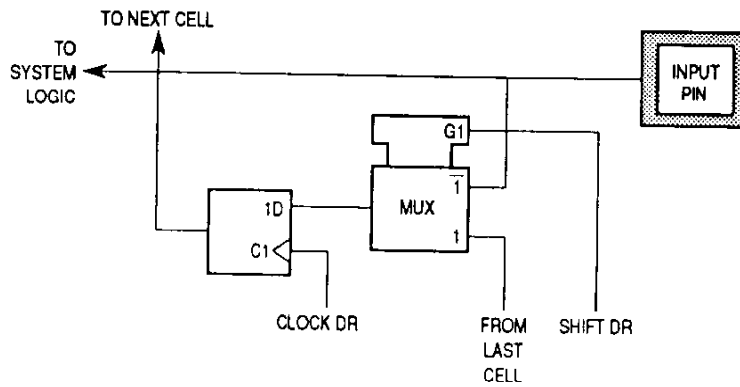 TO NEXT CELL
TO
SYSTEM
LOGIC
INPUT
PIN
G1
1D
MUX
1̅
1
C1
CLOCK DR
FROM
LAST
CELL
SHIFT DR